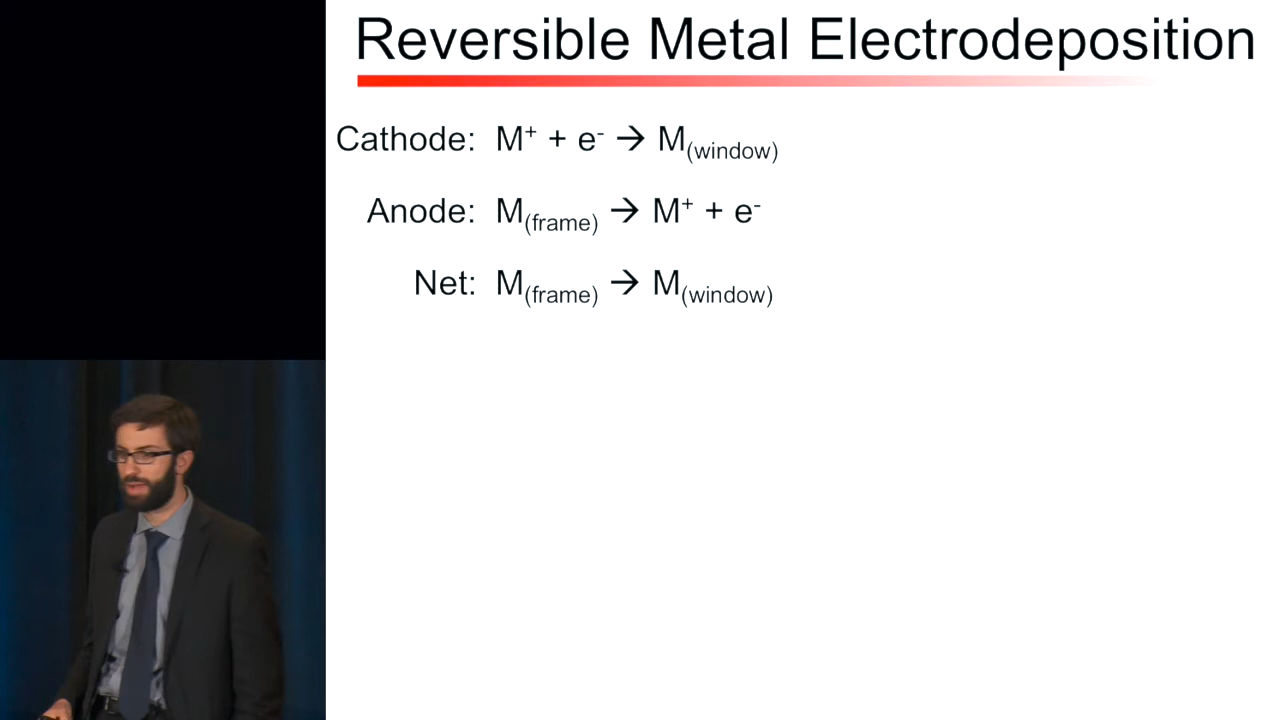 Reversible Metal Electrodeposition
Cathode: M⁺ + e⁻ → M₍window₎
Anode: M₍frame₎ → M⁺ + e⁻
Net: M₍frame₎ → M₍window₎